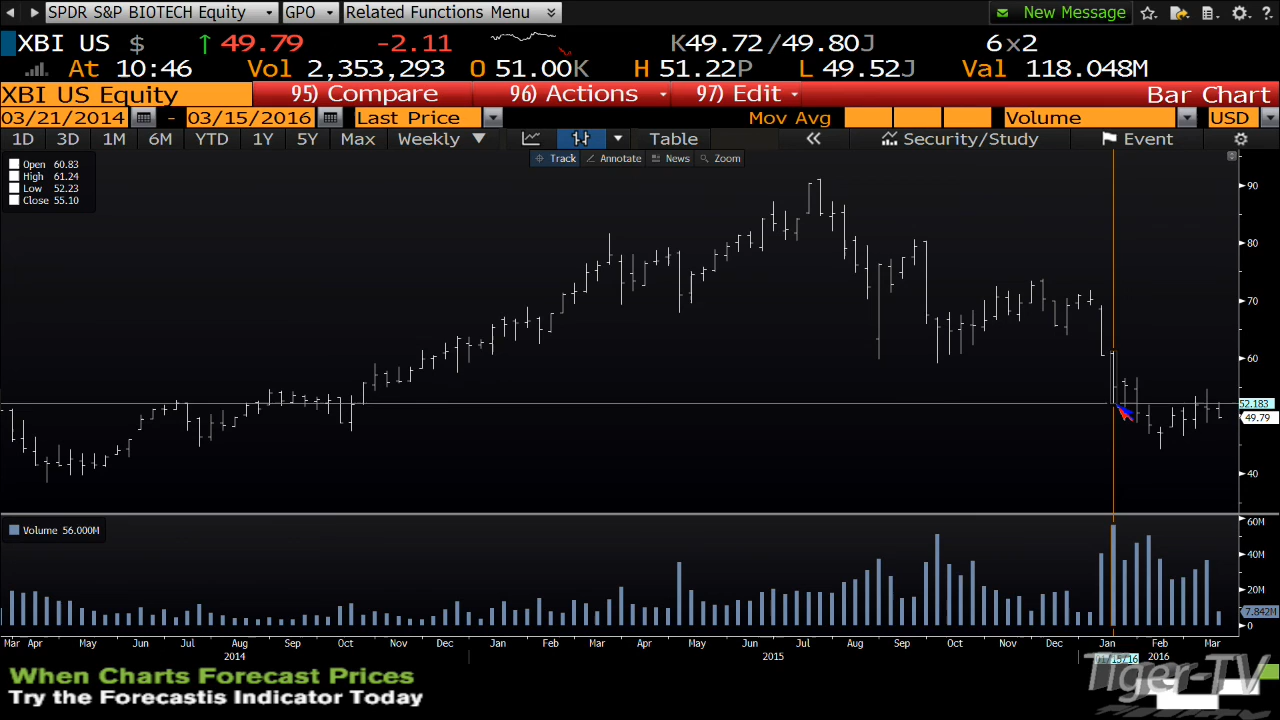 SPDR S&P BIOTECH Equity GPO Related Functions Menu New Message
XBI US $ ↑ 49.79 -2.11 K49.72/49.80J 6x2
At 10:46 Vol 2,353,293 O 51.00K H 51.22P L 49.52J Val 118.048M
XBI US Equity 95) Compare 96) Actions 97) Edit Bar Chart
03/21/2014 - 03/15/2016 Last Price Mov Avg Volume USD
1D 3D 1M 6M YTD 1Y 5Y Max Weekly ▼ Table « Security/Study Event
Track Annotate News Zoom
Open 60.83
High 61.24
Low 52.23
Close 55.10
90
80
70
60
52.183
49.79
40
Volume 56.000M
60M
40M
20M
7.842M
0
Mar Apr May Jun Jul Aug Sep Oct Nov Dec Jan Feb Mar Apr May Jun Jul Aug Sep Oct Nov Dec Jan Feb Mar
2014 2015 01/15/16 2016
When Charts Forecast Prices
Try the Forecastis Indicator Today
Tiger-TV